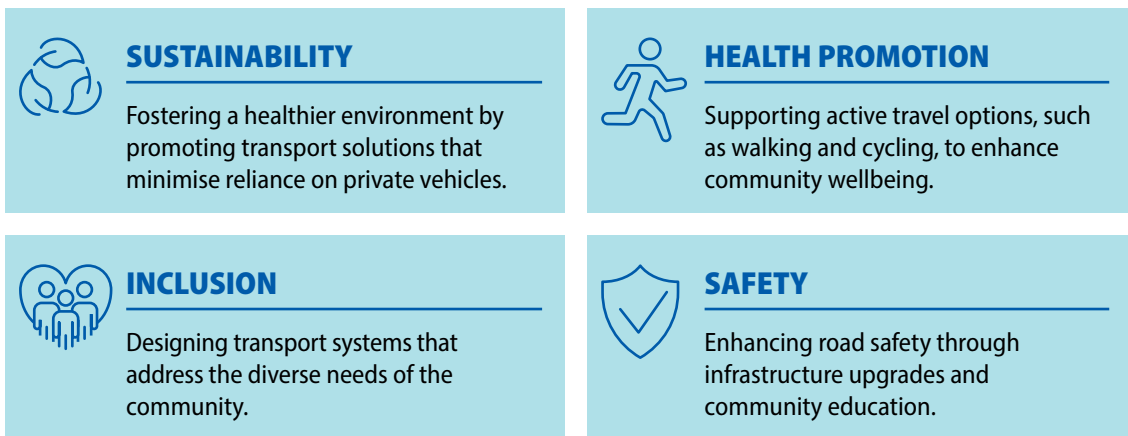 SUSTAINABILITY
Fostering a healthier environment by
promoting transport solutions that
minimise reliance on private vehicles.
HEALTH PROMOTION
Supporting active travel options, such
as walking and cycling, to enhance
community wellbeing.
INCLUSION
Designing transport systems that
address the diverse needs of the
community.
SAFETY
Enhancing road safety through
infrastructure upgrades and
community education.